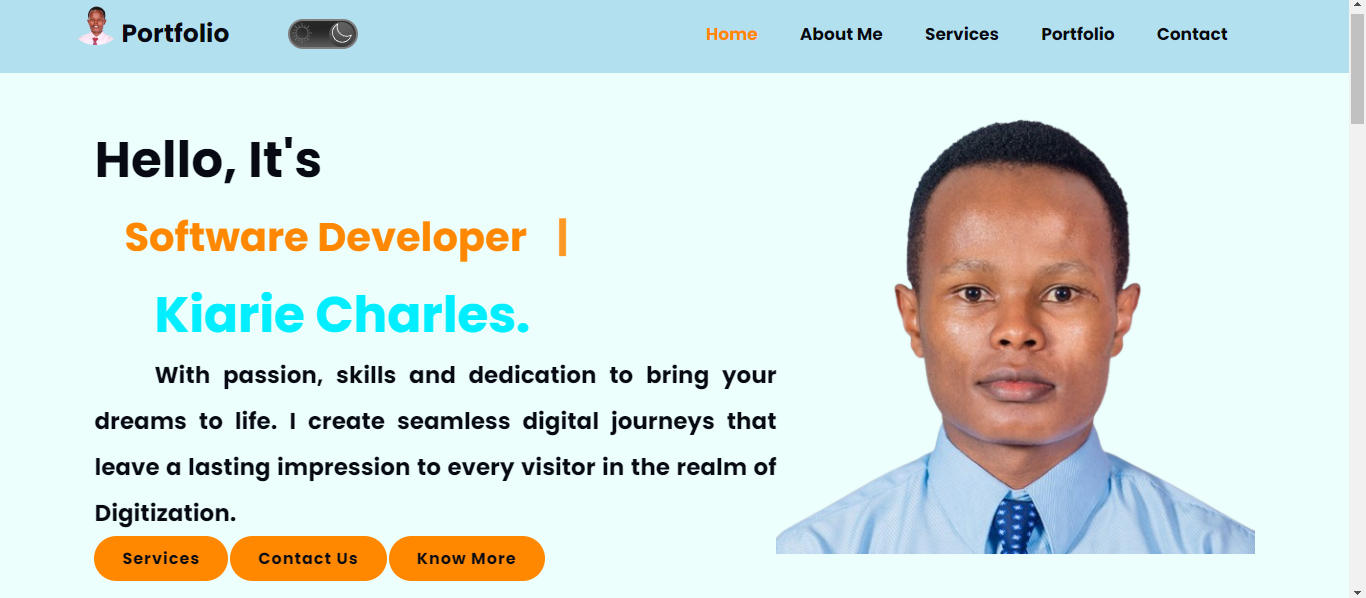 Portfolio
Home About Me Services Portfolio Contact
Hello, It's
Software Developer |
Kiarie Charles.
With passion, skills and dedication to bring your
dreams to life. I create seamless digital journeys that
leave a lasting impression to every visitor in the realm of
Digitization.
Services Contact Us Know More